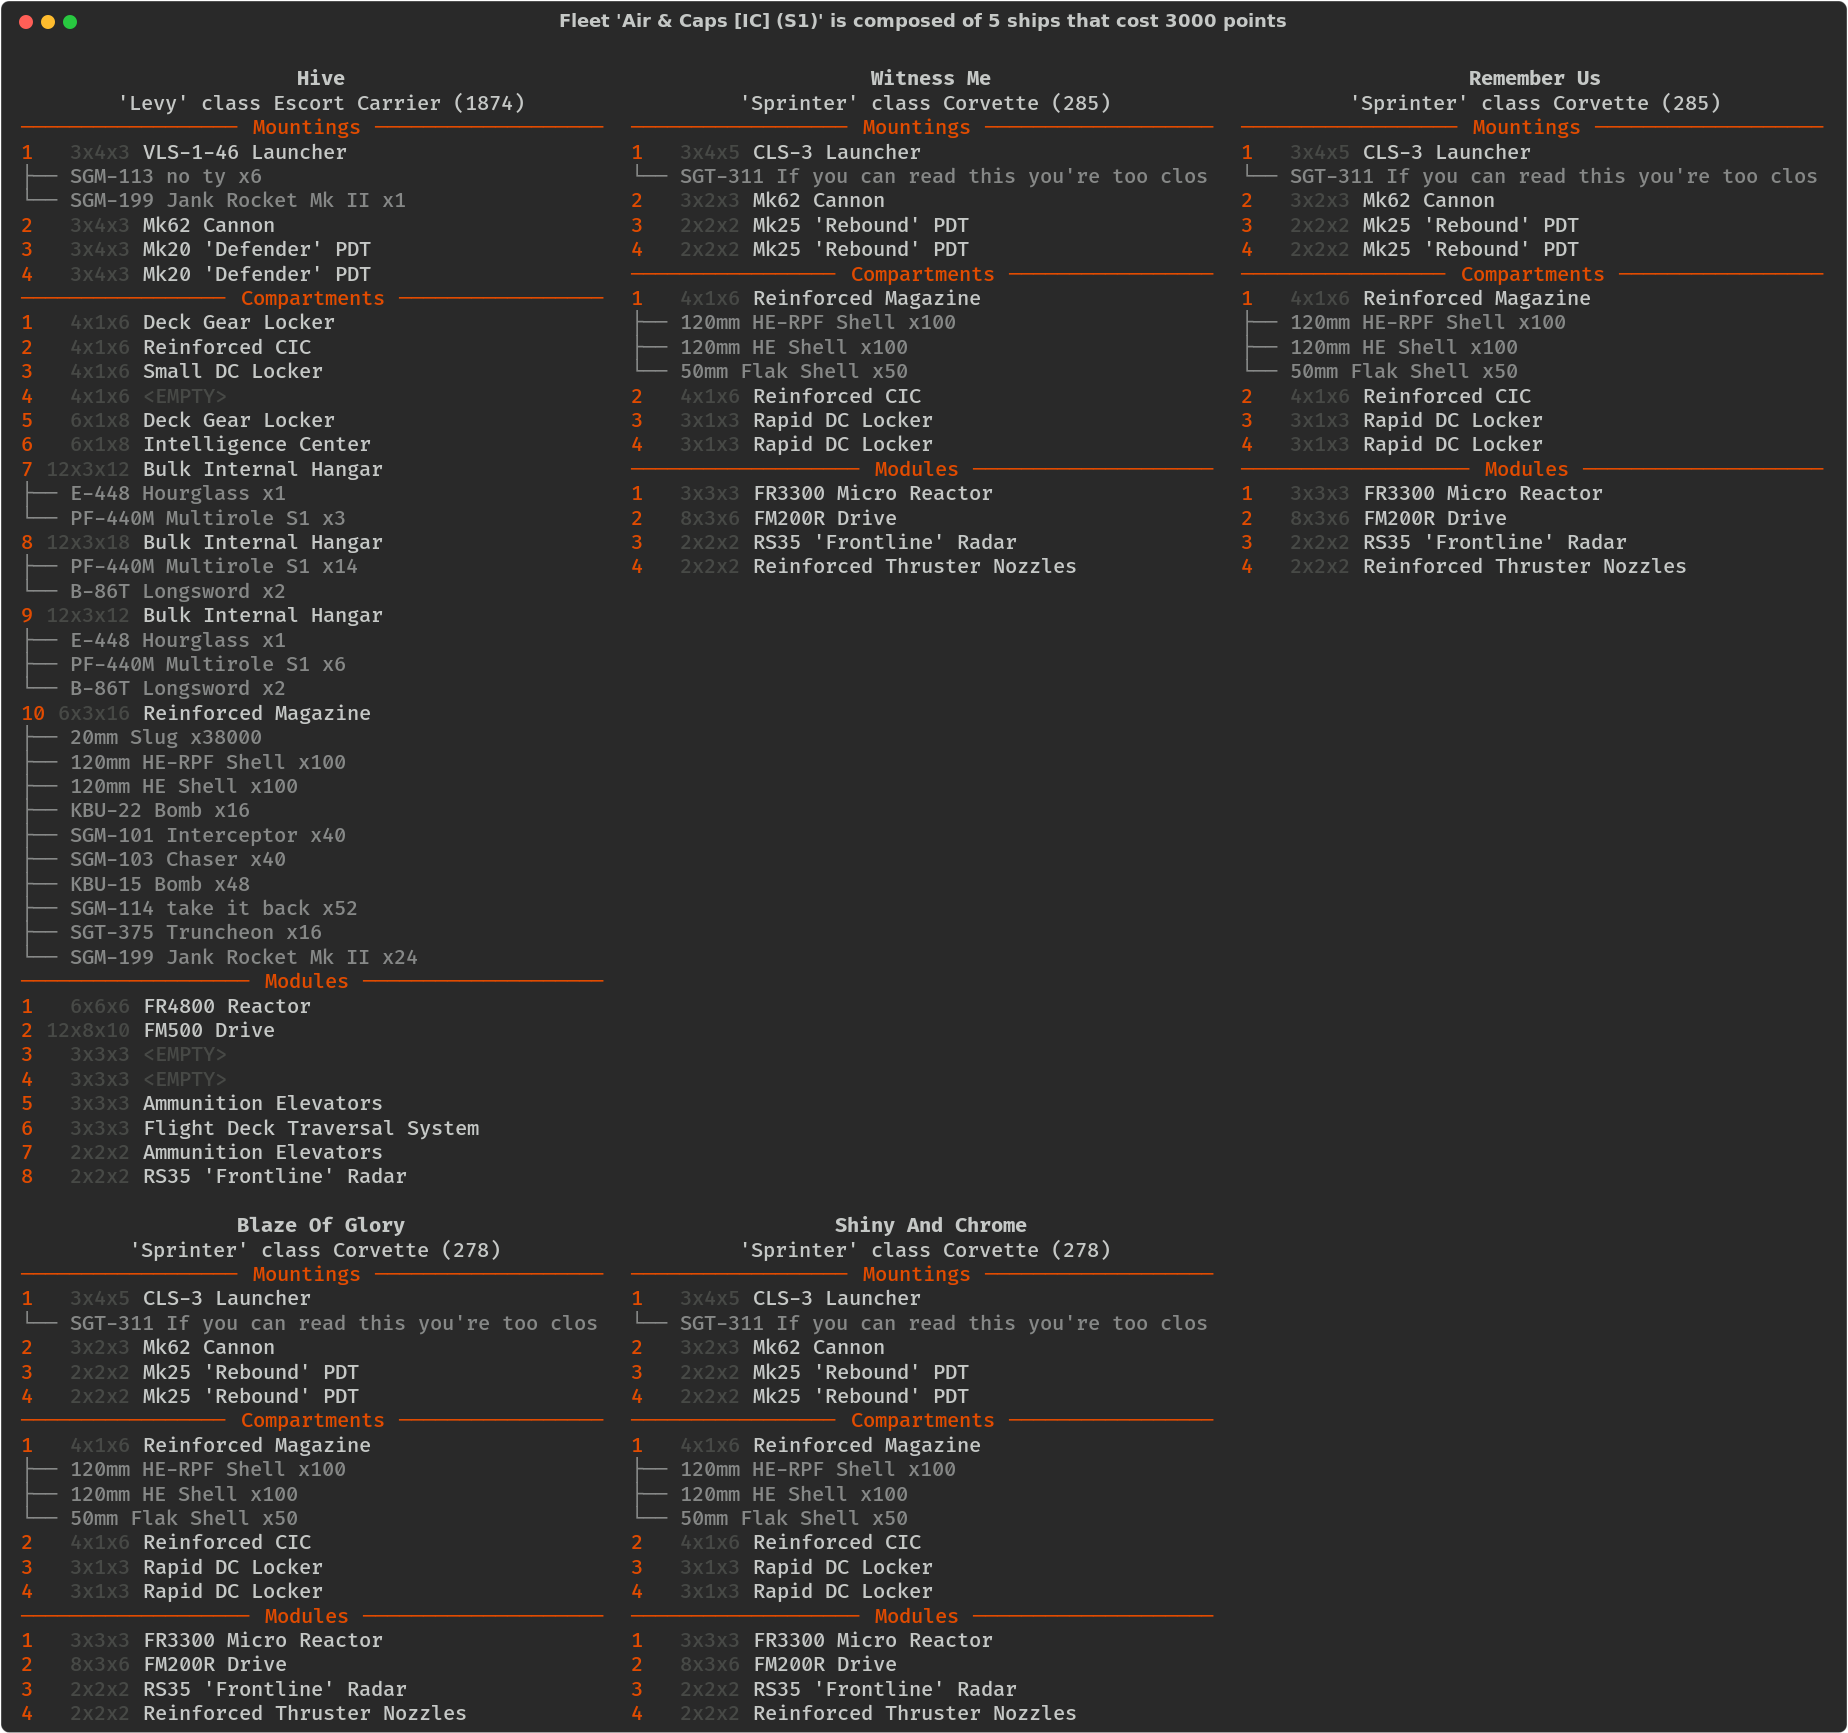 Fleet 'Air & Caps [IC] (S1)' is composed of 5 ships that cost 3000 points
Hive
'Levy' class Escort Carrier (1874)
Mountings
1 3x4x3 VLS-1-46 Launcher
SGM-113 no ty x6
SGM-199 Jank Rocket Mk II x1
2 3x4x3 Mk62 Cannon
3 3x4x3 Mk20 'Defender' PDT
4 3x4x3 Mk20 'Defender' PDT
Compartments
1 4x1x6 Deck Gear Locker
2 4x1x6 Reinforced CIC
3 4x1x6 Small DC Locker
4 4x1x6 <EMPTY>
5 6x1x8 Deck Gear Locker
6 6x1x8 Intelligence Center
7 12x3x12 Bulk Internal Hangar
E-448 Hourglass x1
PF-440M Multirole S1 x3
8 12x3x18 Bulk Internal Hangar
PF-440M Multirole S1 x14
B-86T Longsword x2
9 12x3x12 Bulk Internal Hangar
E-448 Hourglass x1
PF-440M Multirole S1 x6
B-86T Longsword x2
10 6x3x16 Reinforced Magazine
20mm Slug x38000
120mm HE-RPF Shell x100
120mm HE Shell x100
KBU-22 Bomb x16
SGM-101 Interceptor x40
SGM-103 Chaser x40
KBU-15 Bomb x48
SGM-114 take it back x52
SGT-375 Truncheon x16
SGM-199 Jank Rocket Mk II x24
Modules
1 6x6x6 FR4800 Reactor
2 12x8x10 FM500 Drive
3 3x3x3 <EMPTY>
4 3x3x3 <EMPTY>
5 3x3x3 Ammunition Elevators
6 3x3x3 Flight Deck Traversal System
7 2x2x2 Ammunition Elevators
8 2x2x2 RS35 'Frontline' Radar
Witness Me
'Sprinter' class Corvette (285)
Mountings
1 3x4x5 CLS-3 Launcher
SGT-311 If you can read this you're too clos
2 3x2x3 Mk62 Cannon
3 2x2x2 Mk25 'Rebound' PDT
4 2x2x2 Mk25 'Rebound' PDT
Compartments
1 4x1x6 Reinforced Magazine
120mm HE-RPF Shell x100
120mm HE Shell x100
50mm Flak Shell x50
2 4x1x6 Reinforced CIC
3 3x1x3 Rapid DC Locker
4 3x1x3 Rapid DC Locker
Modules
1 3x3x3 FR3300 Micro Reactor
2 8x3x6 FM200R Drive
3 2x2x2 RS35 'Frontline' Radar
4 2x2x2 Reinforced Thruster Nozzles
Remember Us
'Sprinter' class Corvette (285)
Mountings
1 3x4x5 CLS-3 Launcher
SGT-311 If you can read this you're too clos
2 3x2x3 Mk62 Cannon
3 2x2x2 Mk25 'Rebound' PDT
4 2x2x2 Mk25 'Rebound' PDT
Compartments
1 4x1x6 Reinforced Magazine
120mm HE-RPF Shell x100
120mm HE Shell x100
50mm Flak Shell x50
2 4x1x6 Reinforced CIC
3 3x1x3 Rapid DC Locker
4 3x1x3 Rapid DC Locker
Modules
1 3x3x3 FR3300 Micro Reactor
2 8x3x6 FM200R Drive
3 2x2x2 RS35 'Frontline' Radar
4 2x2x2 Reinforced Thruster Nozzles
Blaze Of Glory
'Sprinter' class Corvette (278)
Mountings
1 3x4x5 CLS-3 Launcher
SGT-311 If you can read this you're too clos
2 3x2x3 Mk62 Cannon
3 2x2x2 Mk25 'Rebound' PDT
4 2x2x2 Mk25 'Rebound' PDT
Compartments
1 4x1x6 Reinforced Magazine
120mm HE-RPF Shell x100
120mm HE Shell x100
50mm Flak Shell x50
2 4x1x6 Reinforced CIC
3 3x1x3 Rapid DC Locker
4 3x1x3 Rapid DC Locker
Modules
1 3x3x3 FR3300 Micro Reactor
2 8x3x6 FM200R Drive
3 2x2x2 RS35 'Frontline' Radar
4 2x2x2 Reinforced Thruster Nozzles
Shiny And Chrome
'Sprinter' class Corvette (278)
Mountings
1 3x4x5 CLS-3 Launcher
SGT-311 If you can read this you're too clos
2 3x2x3 Mk62 Cannon
3 2x2x2 Mk25 'Rebound' PDT
4 2x2x2 Mk25 'Rebound' PDT
Compartments
1 4x1x6 Reinforced Magazine
120mm HE-RPF Shell x100
120mm HE Shell x100
50mm Flak Shell x50
2 4x1x6 Reinforced CIC
3 3x1x3 Rapid DC Locker
4 3x1x3 Rapid DC Locker
Modules
1 3x3x3 FR3300 Micro Reactor
2 8x3x6 FM200R Drive
3 2x2x2 RS35 'Frontline' Radar
4 2x2x2 Reinforced Thruster Nozzles